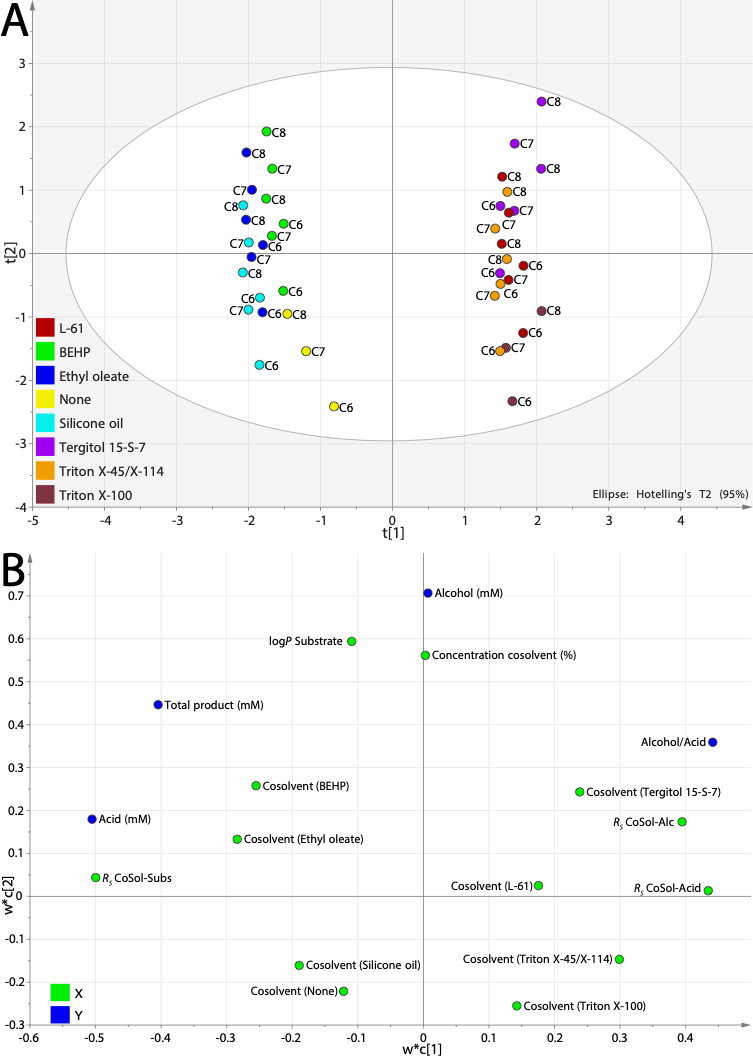 A
3
2
1
0
-1
-2
-3
-4
t[2]
C8
C8
C7
C8
C7
C7
C8
C8
C8
C6
C7
C7
C6
C7
C8
C6
C6
C7
C6
C8
C7
C6
C6
C8
C7
C8
C8
C8
C6
C7
C7
C7
C8
C8
C6
C6
C7
C7
C6
C8
C6
C7
C6
C6
L-61
BEHP
Ethyl oleate
None
Silicone oil
Tergitol 15-S-7
Triton X-45/X-114
Triton X-100
Ellipse: Hotelling's T2 (95%)
-5 -4 -3 -2 -1 0 1 2 3 4
t[1]
B
0.7
0.6
0.5
0.4
0.3
0.2
0.1
0
-0.1
-0.2
-0.3
w*c[2]
Alcohol (mM)
logP Substrate
Concentration cosolvent (%)
Total product (mM)
Alcohol/Acid
Cosolvent (BEHP)
Cosolvent (Tergitol 15-S-7)
Acid (mM)
Rs CoSol-Alc
Cosolvent (Ethyl oleate)
Rs CoSol-Subs
Cosolvent (L-61)
Rs CoSol-Acid
Cosolvent (Silicone oil)
Cosolvent (Triton X-45/X-114)
Cosolvent (None)
Cosolvent (Triton X-100)
X
Y
-0.6 -0.5 -0.4 -0.3 -0.2 -0.1 0 0.1 0.2 0.3 0.4
w*c[1]